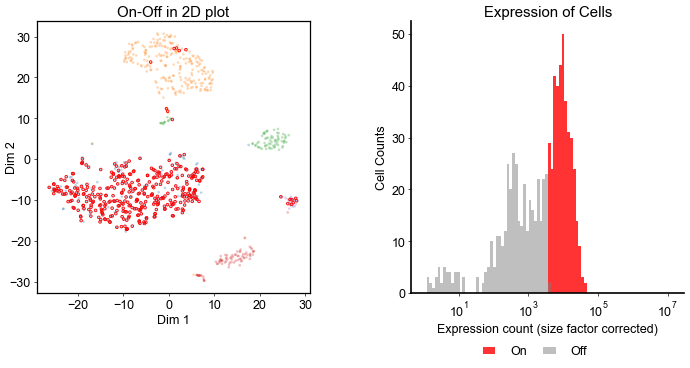 On-Off in 2D plot
Dim 2
30
20
10
0
−10
−20
−30
−20
−10
0
10
20
30
Dim 1
Expression of Cells
Cell Counts
50
40
30
20
10
0
10^1
10^3
10^5
10^7
Expression count (size factor corrected)
On
Off